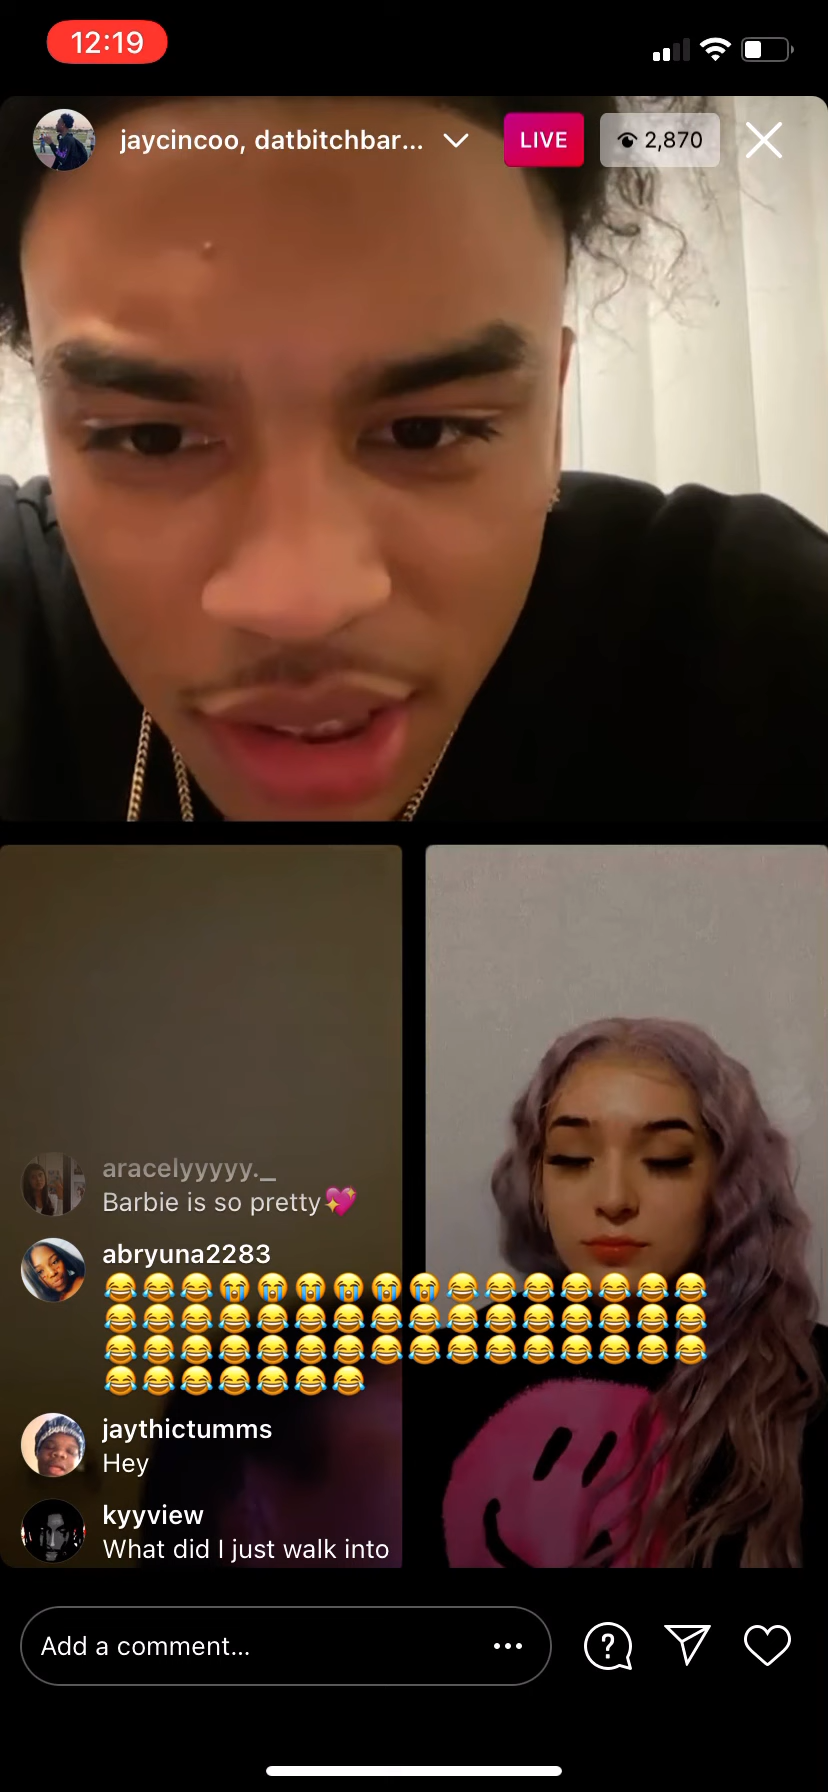 12:19
jaycincoo, datbitchbar...
LIVE
2,870
aracelyyyyy._
Barbie is so pretty💖
abryuna2283
😂😂😂😭😭😭😭😭😭😂😂😂😂😂😂😂
😂😂😂😂😂😂😂😂😂😂😂😂😂😂😂😂
😂😂😂😂😂😂😂😂😂😂😂😂😂😂😂😂
😂😂😂😂😂😂😂
jaythictumms
Hey
kyyview
What did I just walk into
Add a comment...